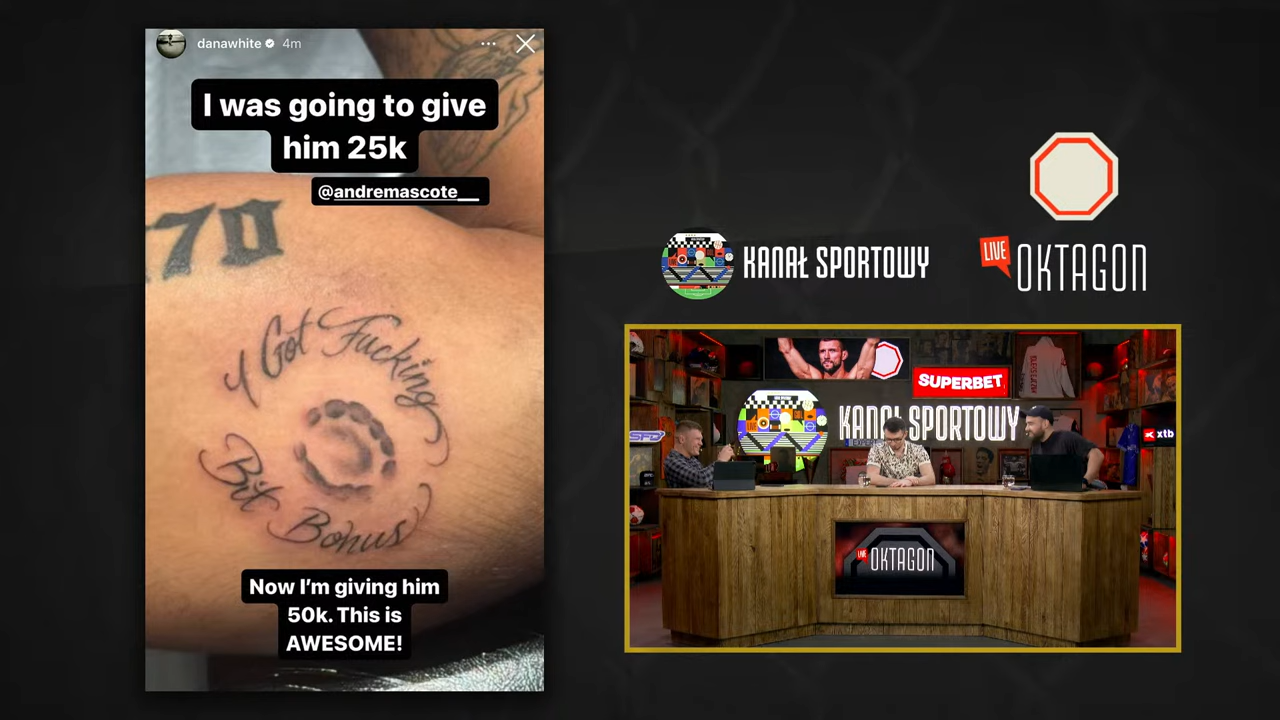 danawhite 4m
I was going to give
him 25k
@andremascote__
70
I Got Fucking
Bit Bonus
Now I'm giving him
50k. This is
AWESOME!
KANAŁ SPORTOWY
LIVE OKTAGON
SUPERBET
KANAŁ SPORTOWY
xtb
LIVE OKTAGON